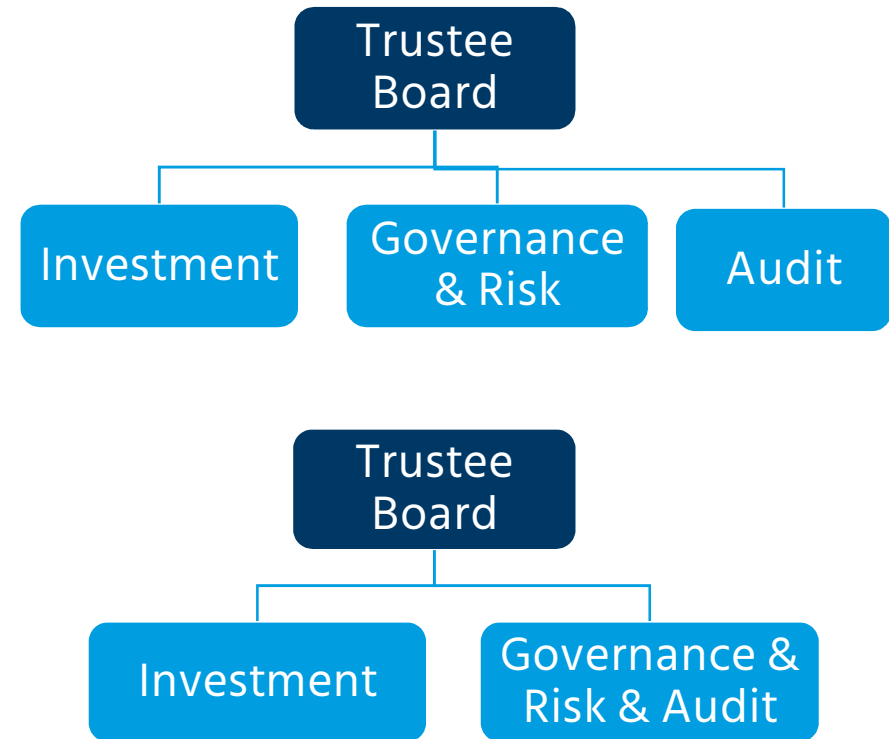 Trustee
Board
Investment
Governance
& Risk
Audit
Trustee
Board
Investment
Governance &
Risk & Audit